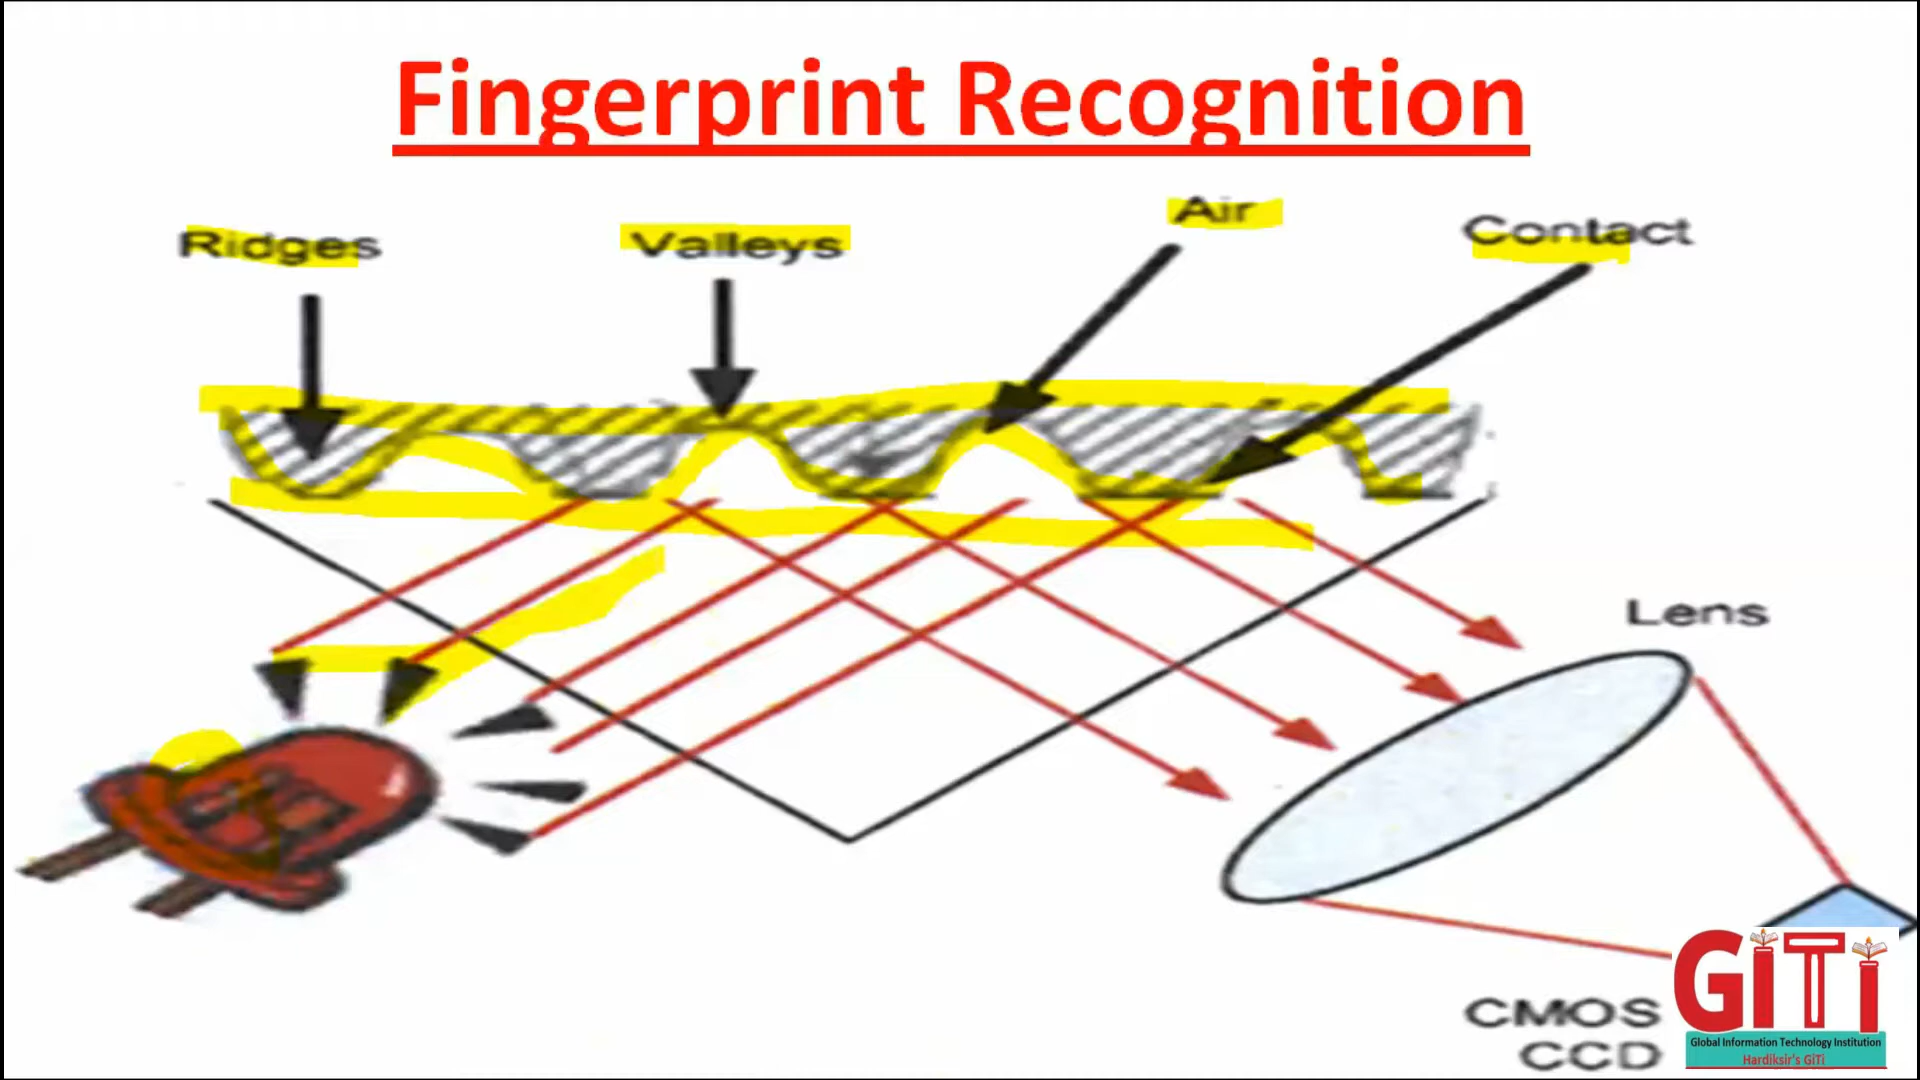 Fingerprint Recognition
Ridges
Valleys
Air
Contact
Lens
CMOS
CCD
GiTi
Global Information Technology Institution
Hardiksir's GiTi